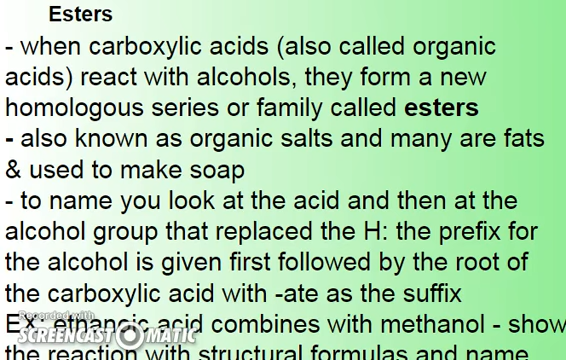 Esters
- when carboxylic acids (also called organic
acids) react with alcohols, they form a new
homologous series or family called esters
- also known as organic salts and many are fats
& used to make soap
- to name you look at the acid and then at the
alcohol group that replaced the H: the prefix for
the alcohol is given first followed by the root of
the carboxylic acid with -ate as the suffix
EX: ethanoic acid combines with methanol - show
the reaction with structural formulas and name
Recorded with
SCREENCAST-O-MATIC